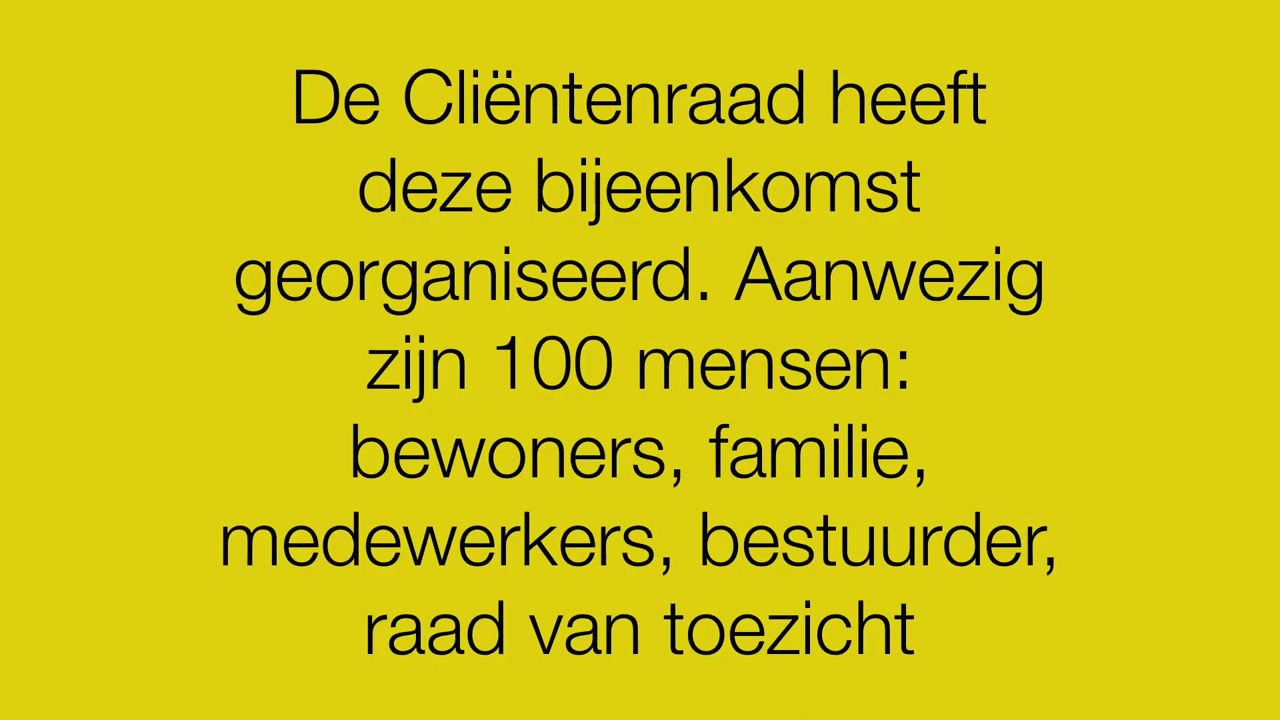 De Cliëntenraad heeft
deze bijeenkomst
georganiseerd. Aanwezig
zijn 100 mensen:
bewoners, familie,
medewerkers, bestuurder,
raad van toezicht